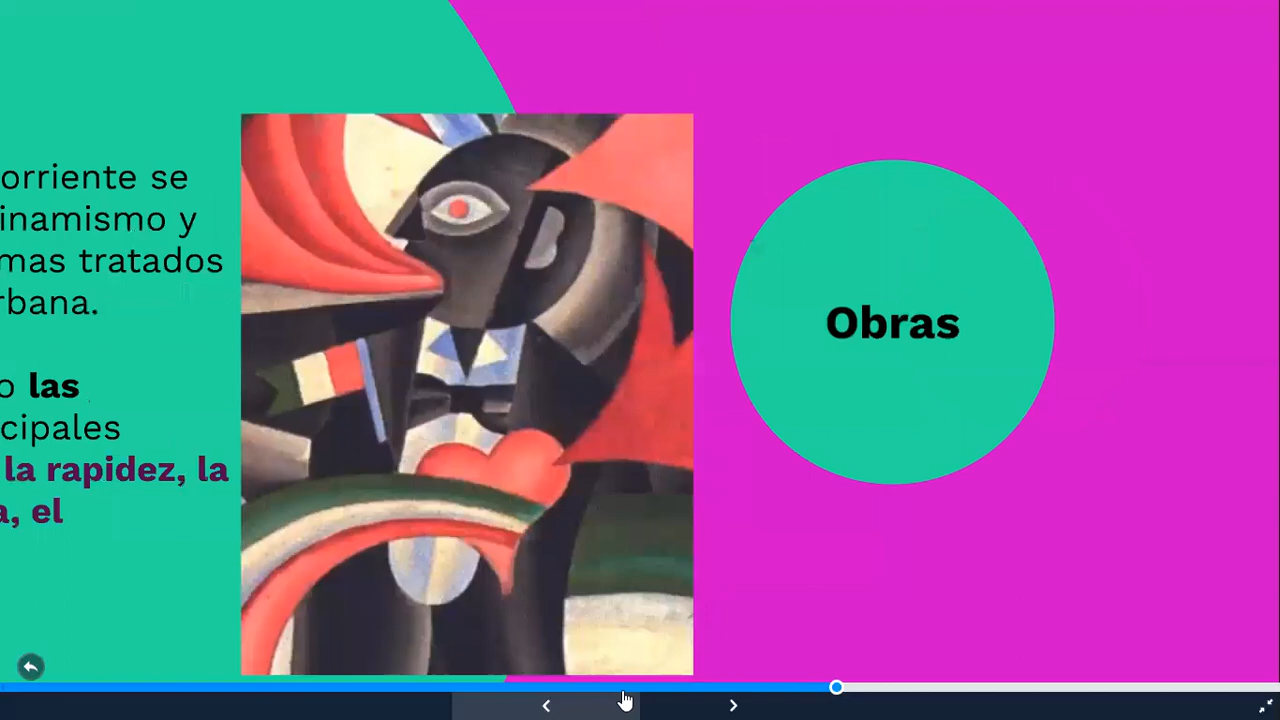 orriente se
inamismo y
mas tratados
rbana.
o las
cipales
la rapidez, la
a, el
Obras